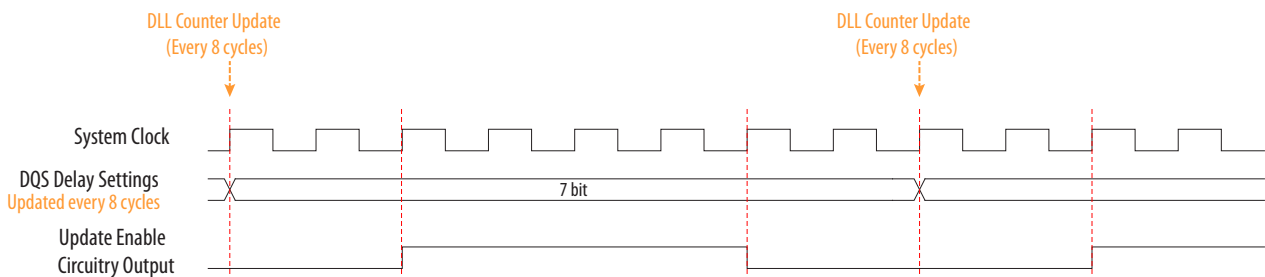 DLL Counter Update
(Every 8 cycles)
DLL Counter Update
(Every 8 cycles)
System Clock
DQS Delay Settings
Updated every 8 cycles
7 bit
Update Enable
Circuitry Output